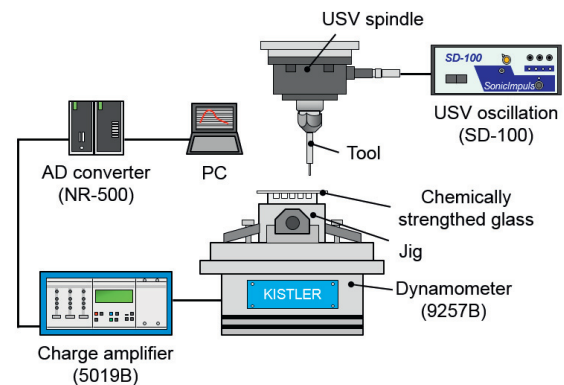 USV spindle
SD-100
SonicImpuls
USV oscillation
(SD-100)
Tool
AD converter
(NR-500)
PC
Chemically
strengthed glass
Jig
KISTLER
Dynamometer
(9257B)
Charge amplifier
(5019B)